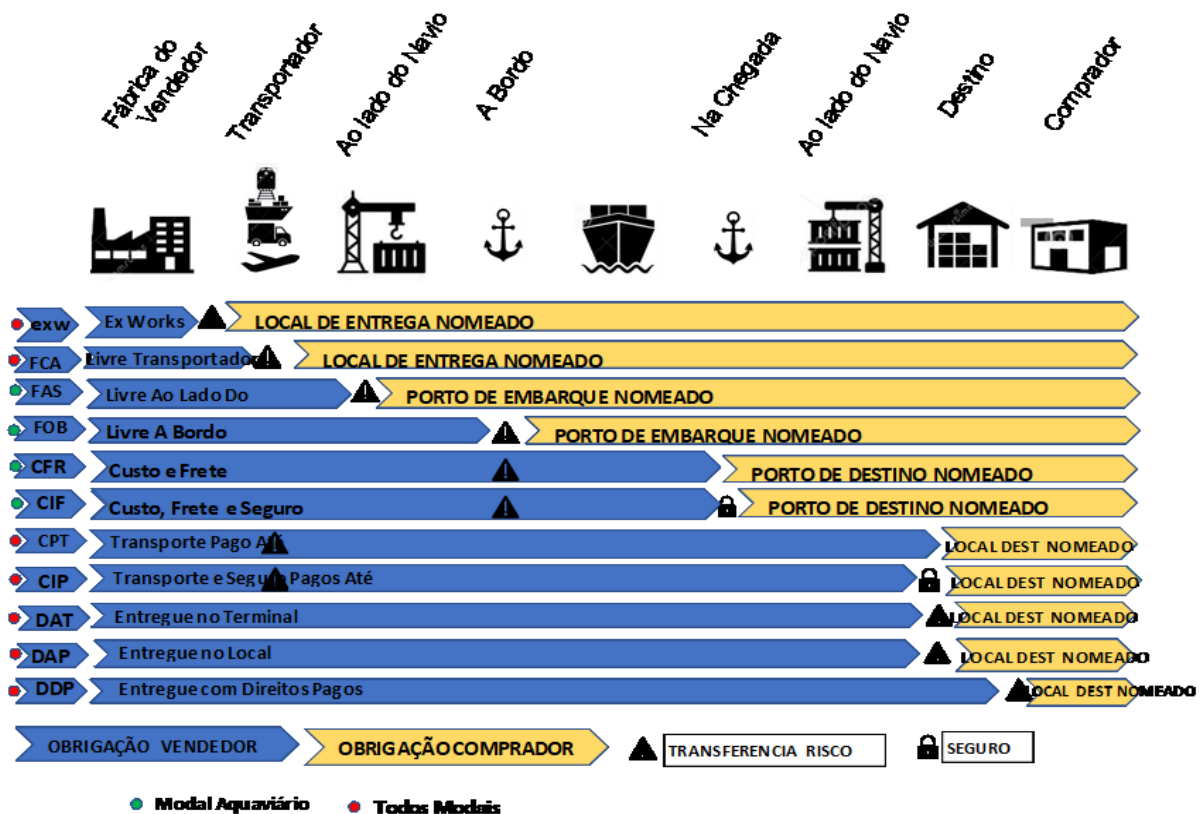 Fábrica do
Vendedor
Transportador
Ao lado do Navio
A Bordo
Na Chegada
Ao lado do Navio
Destino
Comprador
exw Ex Works LOCAL DE ENTREGA NOMEADO
FCA Livre Transportador LOCAL DE ENTREGA NOMEADO
FAS Livre Ao Lado Do PORTO DE EMBARQUE NOMEADO
FOB Livre A Bordo PORTO DE EMBARQUE NOMEADO
CFR Custo e Frete PORTO DE DESTINO NOMEADO
CIF Custo, Frete e Seguro PORTO DE DESTINO NOMEADO
CPT Transporte Pago Até LOCAL DEST NOMEADO
CIP Transporte e Seguro Pagos Até LOCAL DEST NOMEADO
DAT Entregue no Terminal LOCAL DEST NOMEADO
DAP Entregue no Local LOCAL DEST NOMEADO
DDP Entregue com Direitos Pagos LOCAL DEST NOMEADO
OBRIGAÇÃO VENDEDOR OBRIGAÇÃO COMPRADOR TRANSFERENCIA RISCO SEGURO
Modal Aquaviário Todos Modais